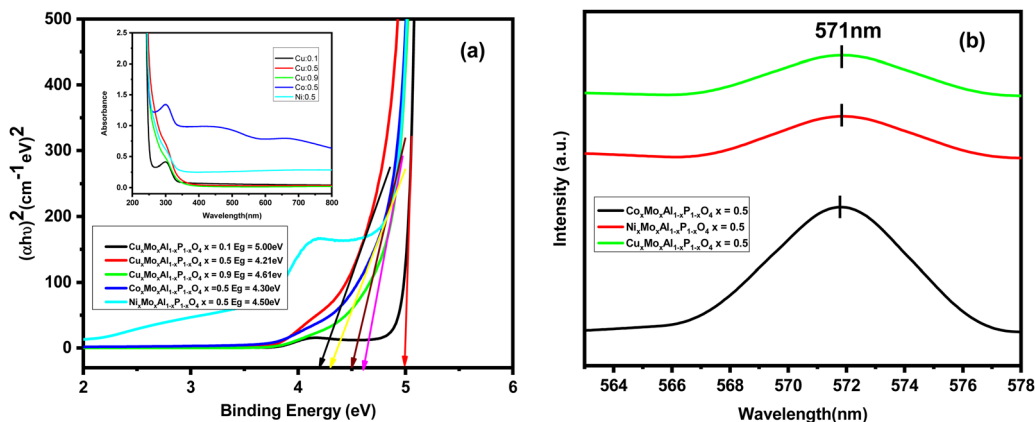 (a)
500
400
300
200
100
0
(αhυ)²(cm⁻¹eV)²
2 3 4 5 6
Binding Energy (eV)
2.5
2.0
1.5
1.0
0.5
0.0
Absorbance
200 300 400 500 600 700 800
Wavelength(nm)
Cu:0.1
Cu:0.5
Cu:0.9
Co:0.5
Ni:0.5
CuₓMoₓAl₁₋ₓP₁₋ₓO₄ x = 0.1 Eg = 5.00eV
CuₓMoₓAl₁₋ₓP₁₋ₓO₄ x = 0.5 Eg = 4.21eV
CuₓMoₓAl₁₋ₓP₁₋ₓO₄ x = 0.9 Eg = 4.61ev
CoₓMoₓAl₁₋ₓP₁₋ₓO₄ x =0.5 Eg = 4.30eV
NiₓMoₓAl₁₋ₓP₁₋ₓO₄ x = 0.5 Eg = 4.50eV
571nm
(b)
Intensity (a.u.)
CoₓMoₓAl₁₋ₓP₁₋ₓO₄ x = 0.5
NiₓMoₓAl₁₋ₓP₁₋ₓO₄ x = 0.5
CuₓMoₓAl₁₋ₓP₁₋ₓO₄ x = 0.5
564 566 568 570 572 574 576 578
Wavelength(nm)